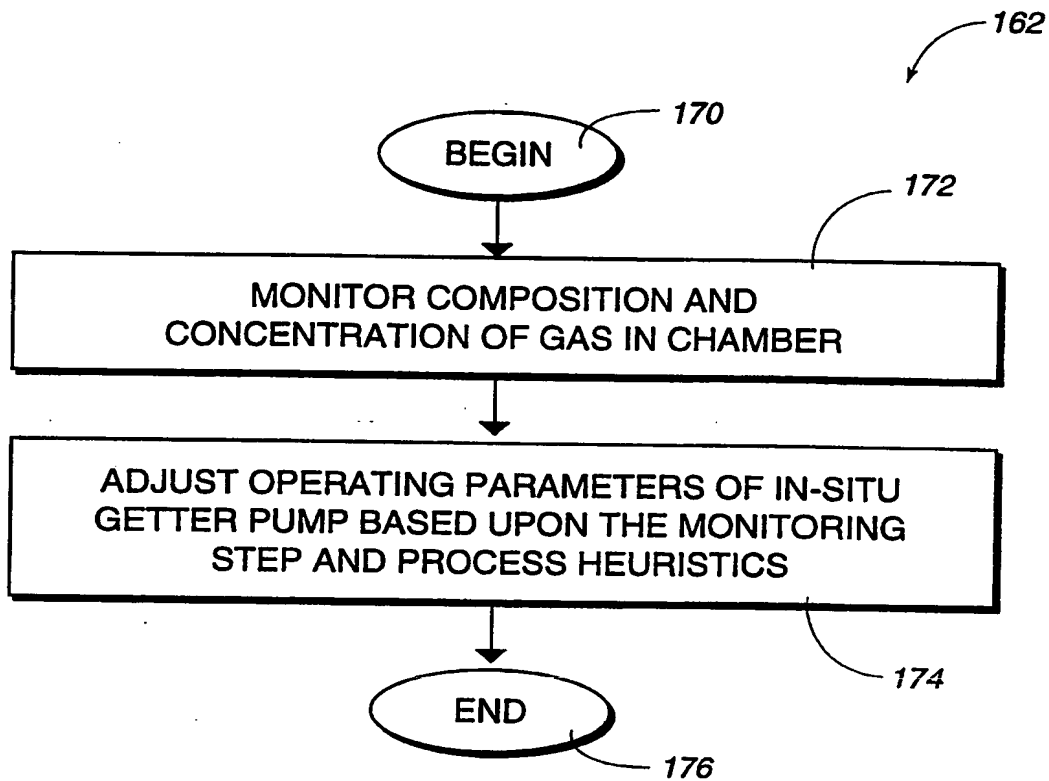 162
170
BEGIN
172
MONITOR COMPOSITION AND
CONCENTRATION OF GAS IN CHAMBER
ADJUST OPERATING PARAMETERS OF IN-SITU
GETTER PUMP BASED UPON THE MONITORING
STEP AND PROCESS HEURISTICS
174
END
176